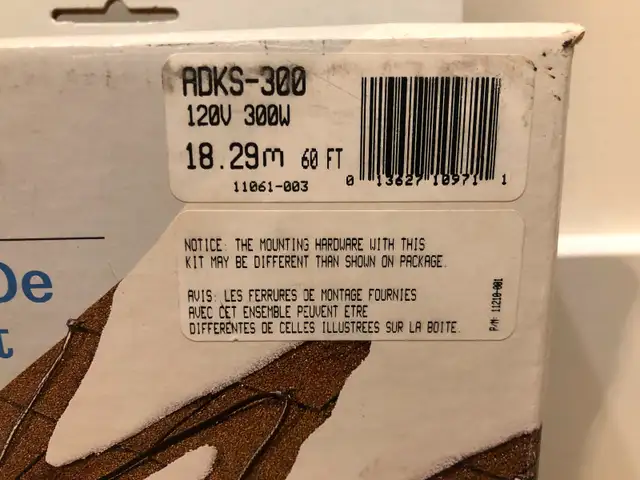 ADKS-300
120V 300W
18.29m 60 FT
11061-003
0 13627 10971 1
NOTICE: THE MOUNTING HARDWARE WITH THIS
KIT MAY BE DIFFERENT THAN SHOWN ON PACKAGE.
AVIS: LES FERRURES DE MONTAGE FOURNIES
AVEC CET ENSEMBLE PEUVENT ETRE
DIFFERENTES DE CELLES ILLUSTREES SUR LA BOITE.
P/N: 11210-001
De
t